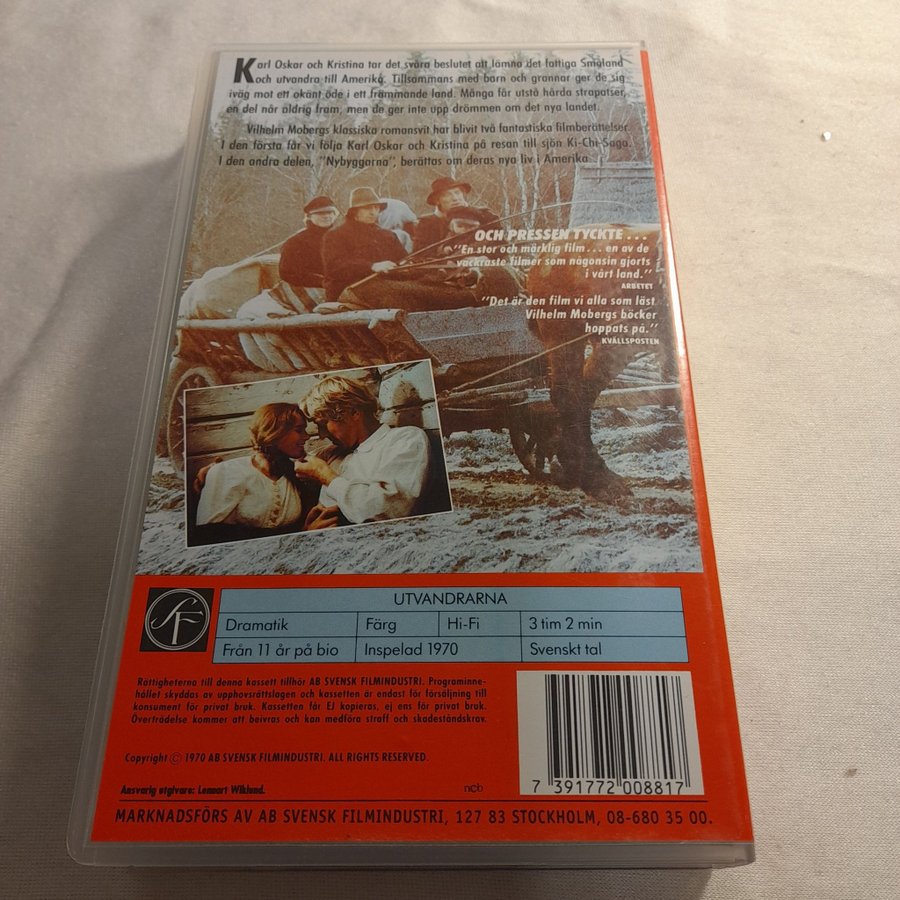 Karl Oskar och Kristina tar det svåra beslutet att lämna det fattiga Småland
och utvandra till Amerika. Tillsammans med barn och grannar ger de sig
iväg mot ett okänt öde i ett främmande land. Många får utstå hårda strapatser,
en del når aldrig fram, men de ger inte upp drömmen om det nya landet.
Vilhelm Mobergs klassiska romansvit har blivit två fantastiska filmberättelser.
I den första får vi följa Karl Oskar och Kristina på resan till sjön Ki-Chi-Saga.
I den andra delen, "Nybyggarna", berättas om deras nya liv i Amerika.
OCH PRESSEN TYCKTE...
"En stor och märklig film... en av de
vackraste filmer som någonsin gjorts
i vårt land."
ARBETET
"Det är den film vi alla som läst
Vilhelm Mobergs böcker
hoppats på."
KVÄLLSPOSTEN
SF
UTVANDRARNA
Dramatik Färg Hi-Fi 3 tim 2 min
Från 11 år på bio Inspelad 1970 Svenskt tal
Rättigheterna till denna kassett tillhör AB SVENSK FILMINDUSTRI. Programinne-
hållet skyddas av upphovsrättslagen och kassetten är endast för försäljning till
konsument för privat bruk. Kassetten får EJ kopieras, ej ens för privat bruk.
Överträdelse kommer att beivras och kan medföra straff och skadeståndskrav.
Copyright © 1970 AB SVENSK FILMINDUSTRI. ALL RIGHTS RESERVED.
Ansvarig utgivare: Lennart Wiklund.
ncb
7 391772 008817
MARKNADSFÖRS AV AB SVENSK FILMINDUSTRI, 127 83 STOCKHOLM, 08-680 35 00.